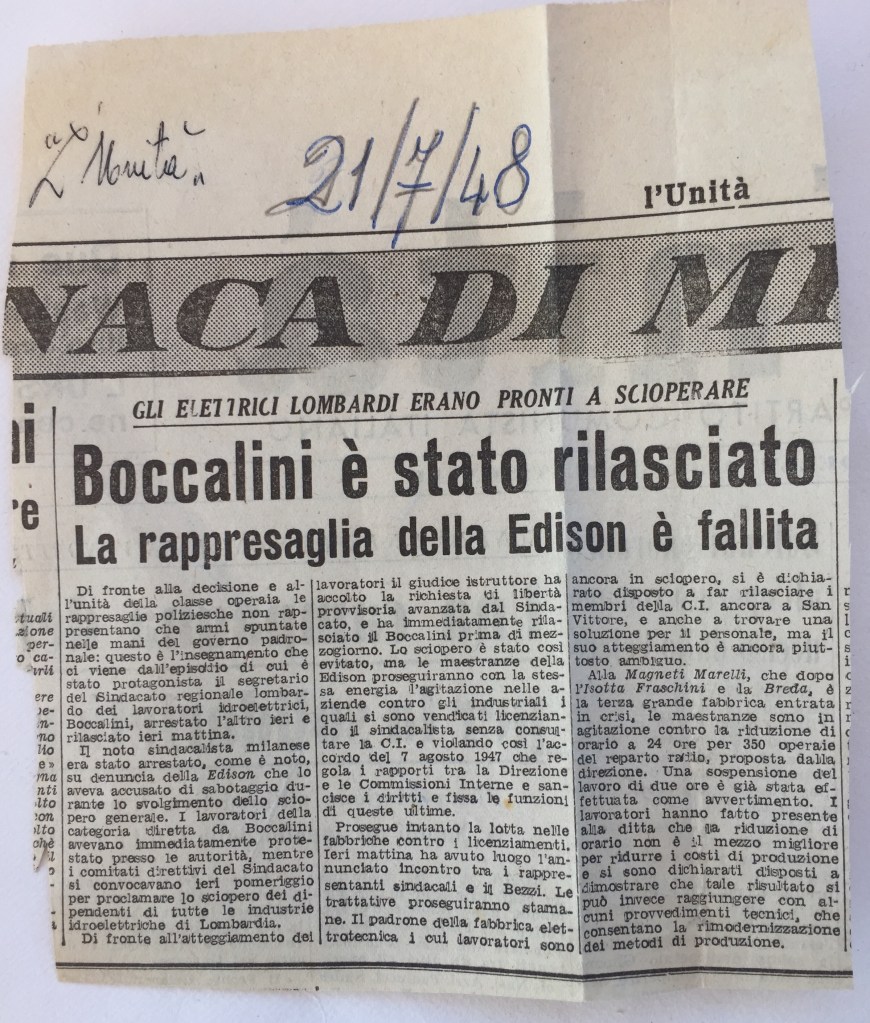 "L'Unità"
21/7/48
l'Unità
NACA DI MI
GLI ELETTRICI LOMBARDI ERANO PRONTI A SCIOPERARE
Boccalini è stato rilasciato
La rappresaglia della Edison è fallita
Di fronte alla decisione e al-
l'unità della classe operaia le
rappresaglie poliziesche non rap-
presentano che armi spuntate
nelle mani del governo padro-
nale: questo è l'insegnamento che
ci viene dall'episodio di cui è
stato protagonista il segretario
del Sindacato regionale lombar-
do dei lavoratori idroelettrici,
Boccalini, arrestato l'altro ieri e
rilasciato ieri mattina.
Il noto sindacalista milanese
era stato arrestato, come è noto,
su denuncia della Edison che lo
aveva accusato di sabotaggio du-
rante lo svolgimento dello scio-
pero generale. I lavoratori della
categoria diretta da Boccalini
avevano immediatamente prote-
stato presso le autorità, mentre
i comitati direttivi del Sindacato
si convocavano ieri pomeriggio
per proclamare lo sciopero dei di-
pendenti di tutte le industrie
idroelettriche di Lombardia.
Di fronte all'atteggiamento dei
lavoratori il giudice istruttore ha
accolto la richiesta di libertà
provvisoria avanzata dal Sinda-
cato, e ha immediatamente rila-
sciato il Boccalini prima di mez-
zogiorno. Lo sciopero è stato così
evitato, ma le maestranze della
Edison proseguiranno con la stes-
sa energia l'agitazione nelle a-
ziende contro gli industriali i
quali si sono vendicati licenzian-
do il sindacalista senza consul-
tare la C.I. e violando così l'ac-
cordo del 7 agosto 1947 che re-
gola i rapporti tra la Direzione
e le Commissioni Interne e san-
cisce i diritti e fissa le funzioni
di queste ultime.
Prosegue intanto la lotta nelle
fabbriche contro i licenziamenti.
Ieri mattina ha avuto luogo l'an-
nunciato incontro tra i rappre-
sentanti sindacali e il Bezzi. Le
trattative proseguiranno stama-
ne. Il padrone della fabbrica elet-
trotecnica i cui lavoratori sono
ancora in sciopero, si è dichia-
rato disposto a far rilasciare i
membri della C.I. ancora a San
Vittore, e anche a trovare una
soluzione per il personale, ma il
suo atteggiamento è ancora piut-
tosto ambiguo.
Alla Magneti Marelli, che dopo
l'Isotta Fraschini e la Breda, è
la terza grande fabbrica entrata
in crisi, le maestranze sono in
agitazione contro la riduzione di
orario a 24 ore per 350 operaie
del reparto radio, proposta dalla
direzione. Una sospensione del
lavoro di due ore è già stata ef-
fettuata come avvertimento. I
lavoratori hanno fatto presente
alla ditta che la riduzione di
orario non è il mezzo migliore
per ridurre i costi di produzione
e si sono dichiarati disposti a
dimostrare che tale risultato si
può invece raggiungere con al-
cuni provvedimenti tecnici, che
consentano la rimodernizzazione
dei metodi di produzione.